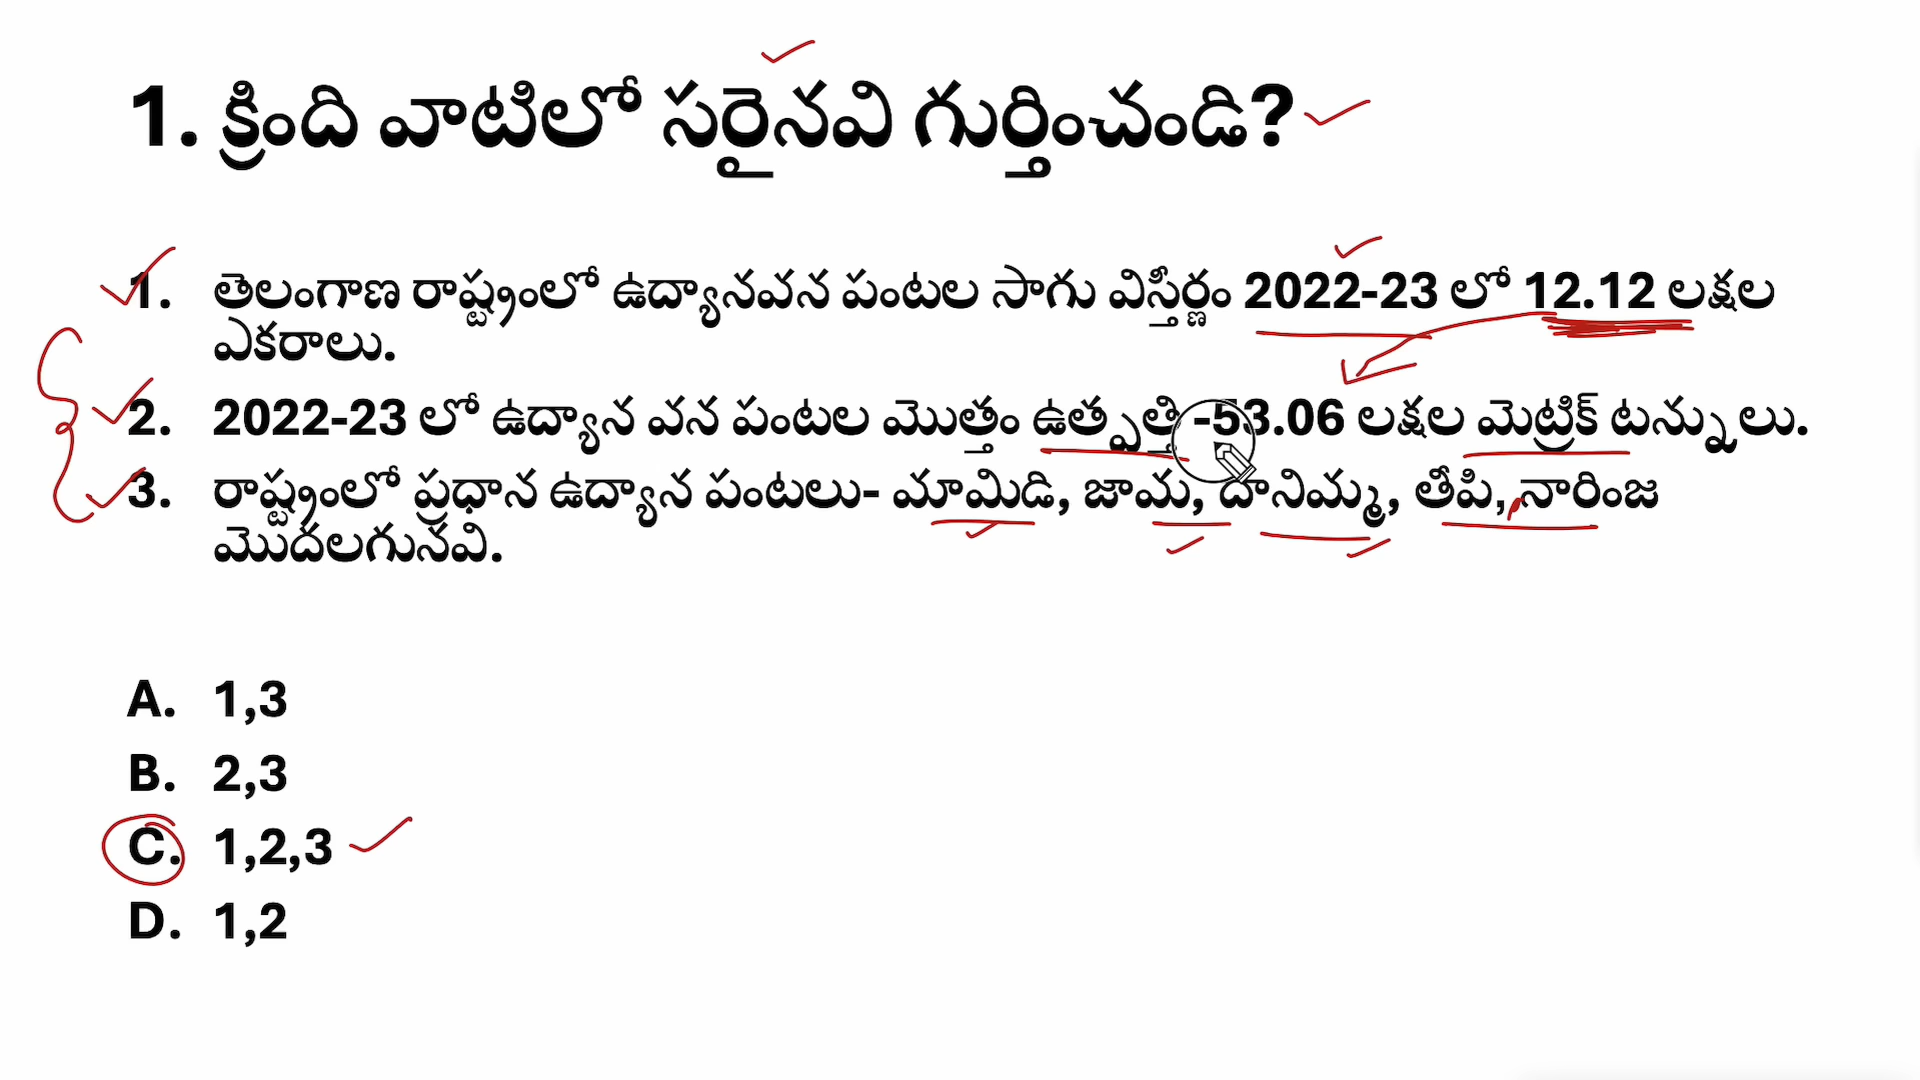 1. క్రింది వాటిలో సరైనవి గుర్తించండి?
1. తెలంగాణ రాష్ట్రంలో ఉద్యానవన పంటల సాగు విస్తీర్ణం 2022-23 లో 12.12 లక్షల
ఎకరాలు.
2. 2022-23 లో ఉద్యాన వన పంటల మొత్తం ఉత్పత్తి -53.06 లక్షల మెట్రిక్ టన్నులు.
3. రాష్ట్రంలో ప్రధాన ఉద్యాన పంటలు- మామిడి, జామ, దానిమ్మ, తీపి, నారింజ
మొదలగునవి.
A. 1,3
B. 2,3
C. 1,2,3
D. 1,2